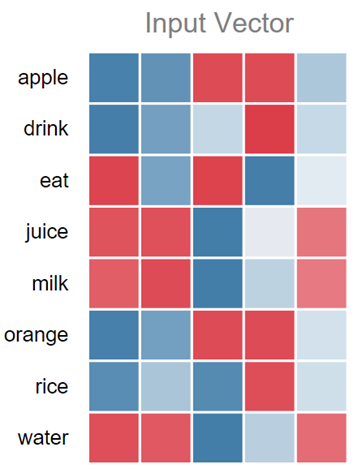 Input Vector
apple
drink
eat
juice
milk
orange
rice
water